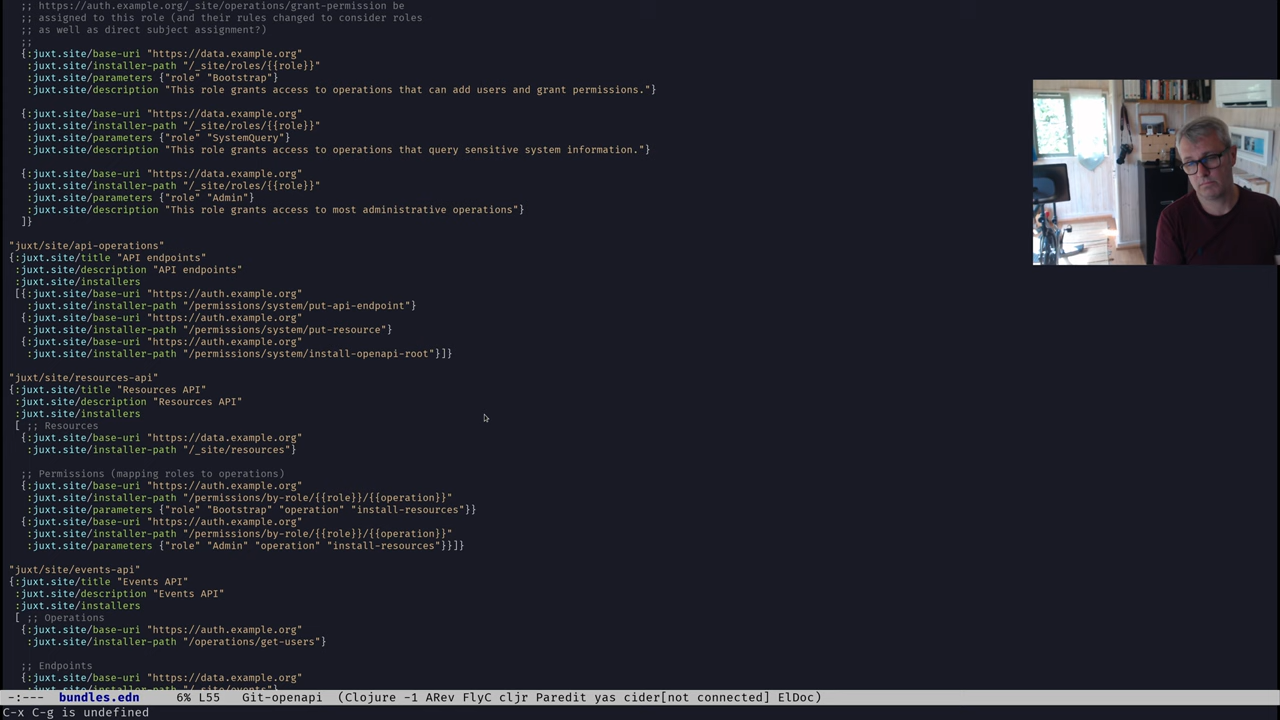 ;; https://auth.example.org/_site/operations/grant-permission be
;; assigned to this role (and their rules changed to consider roles
;; as well as direct subject assignment?)
;;
{:juxt.site/base-uri "https://data.example.org"
:juxt.site/installer-path "/_site/roles/{{role}}"
:juxt.site/parameters {"role" "Bootstrap"}
:juxt.site/description "This role grants access to operations that can add users and grant permissions."}
{:juxt.site/base-uri "https://data.example.org"
:juxt.site/installer-path "/_site/roles/{{role}}"
:juxt.site/parameters {"role" "SystemQuery"}
:juxt.site/description "This role grants access to operations that query sensitive system information."}
{:juxt.site/base-uri "https://data.example.org"
:juxt.site/installer-path "/_site/roles/{{role}}"
:juxt.site/parameters {"role" "Admin"}
:juxt.site/description "This role grants access to most administrative operations"}
]}
"juxt/site/api-operations"
{:juxt.site/title "API endpoints"
:juxt.site/description "API endpoints"
:juxt.site/installers
[{:juxt.site/base-uri "https://auth.example.org"
:juxt.site/installer-path "/permissions/system/put-api-endpoint"}
{:juxt.site/base-uri "https://auth.example.org"
:juxt.site/installer-path "/permissions/system/put-resource"}
{:juxt.site/base-uri "https://auth.example.org"
:juxt.site/installer-path "/permissions/system/install-openapi-root"}]}
"juxt/site/resources-api"
{:juxt.site/title "Resources API"
:juxt.site/description "Resources API"
:juxt.site/installers
[ ;; Resources
{:juxt.site/base-uri "https://data.example.org"
:juxt.site/installer-path "/_site/resources"}
;; Permissions (mapping roles to operations)
{:juxt.site/base-uri "https://auth.example.org"
:juxt.site/installer-path "/permissions/by-role/{{role}}/{{operation}}"
:juxt.site/parameters {"role" "Bootstrap" "operation" "install-resources"}}
{:juxt.site/base-uri "https://auth.example.org"
:juxt.site/installer-path "/permissions/by-role/{{role}}/{{operation}}"
:juxt.site/parameters {"role" "Admin" "operation" "install-resources"}}]}
"juxt/site/events-api"
{:juxt.site/title "Events API"
:juxt.site/description "Events API"
:juxt.site/installers
[ ;; Operations
{:juxt.site/base-uri "https://auth.example.org"
:juxt.site/installer-path "/operations/get-users"}
;; Endpoints
{:juxt.site/base-uri "https://data.example.org"
:juxt.site/installer-path "/_site/events"}
-:--- bundles.edn 6% L55 Git-openapi (Clojure -1 ARev FlyC cljr Paredit yas cider[not connected] ElDoc)
C-x C-g is undefined